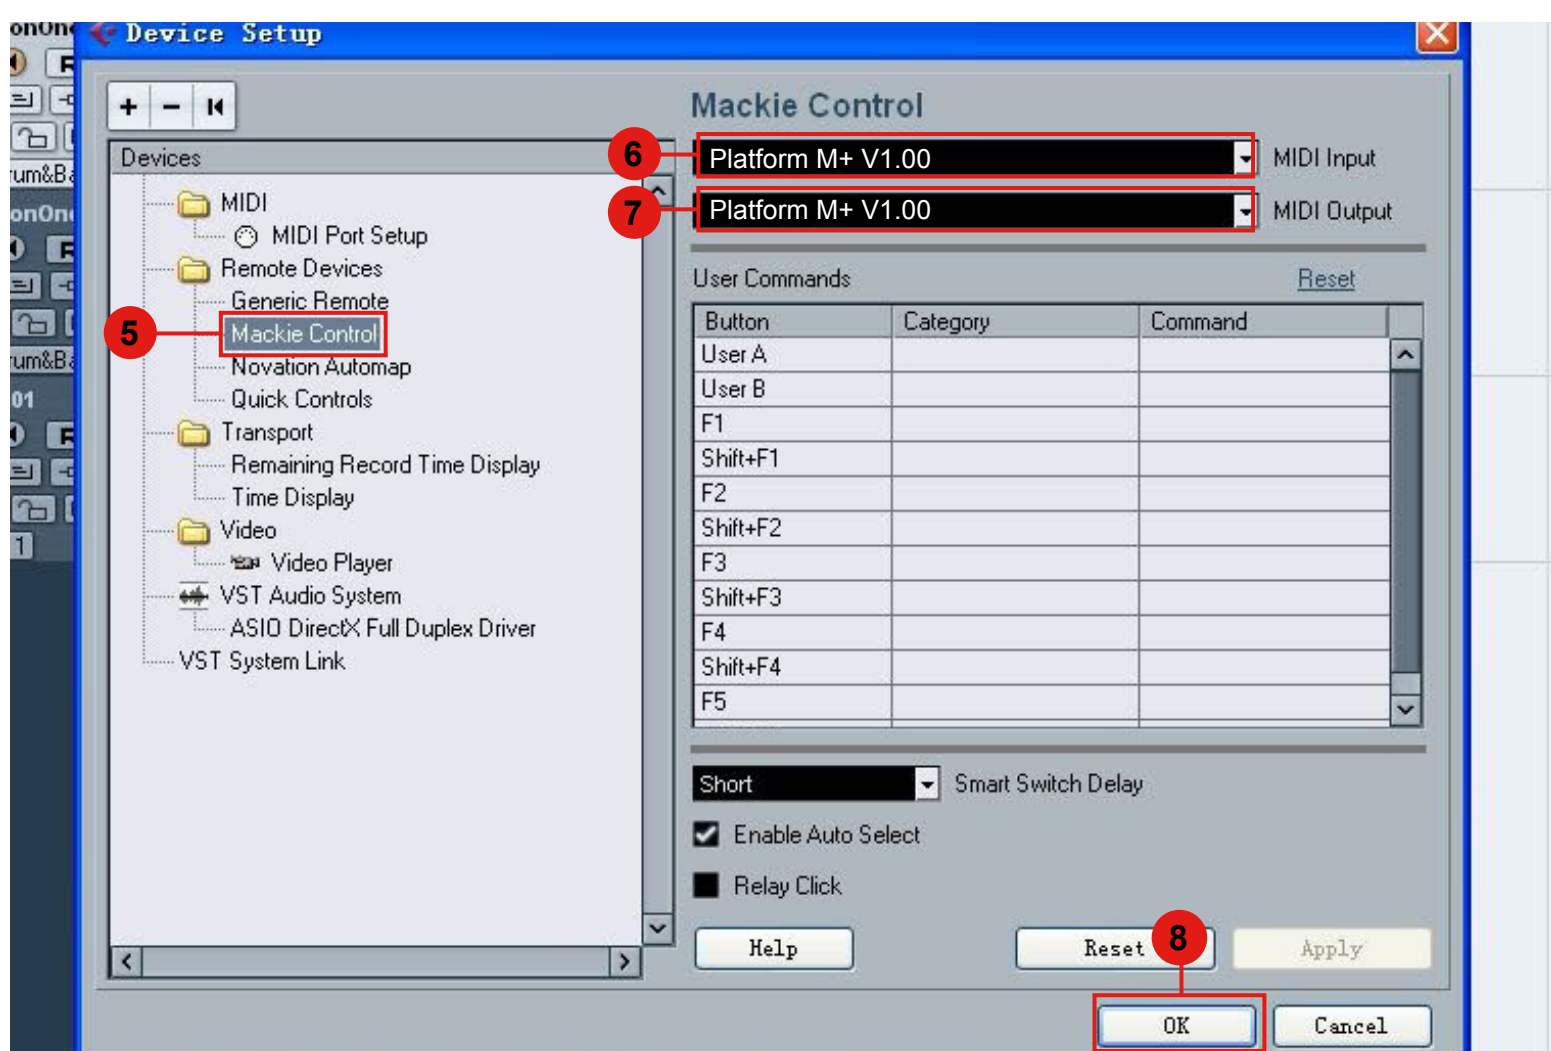 Device Setup
+ −
Mackie Control
Devices
6
Platform M+ V1.00
MIDI Input
7
Platform M+ V1.00
MIDI Output
MIDI
MIDI Port Setup
Remote Devices
Generic Remote
5
Mackie Control
Novation Automap
Quick Controls
Transport
Remaining Record Time Display
Time Display
Video
Video Player
VST Audio System
ASIO DirectX Full Duplex Driver
VST System Link
User Commands
Reset
Button Category Command
User A
User B
F1
Shift+F1
F2
Shift+F2
F3
Shift+F3
F4
Shift+F4
F5
Short
Smart Switch Delay
Enable Auto Select
Relay Click
Help
Reset
8
Apply
OK
Cancel
01
1